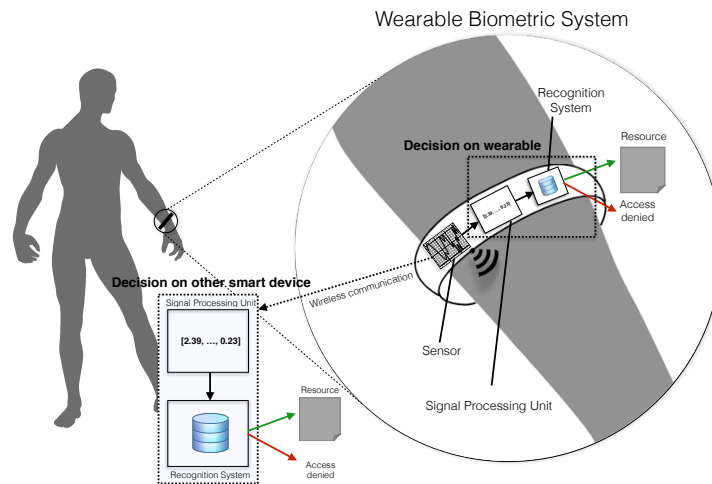 Wearable Biometric System
Recognition
System
Resource
Decision on wearable
Access
denied
Decision on other smart device
Wireless communication
Signal Processing Unit
[2.39, ..., 0.23]
Sensor
Signal Processing Unit
Resource
Access
denied
Recognition System